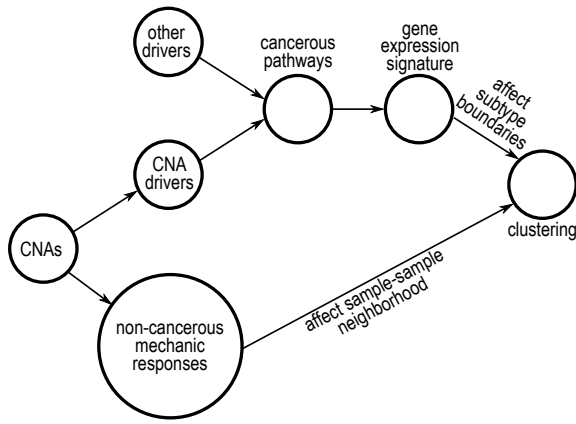 other
drivers
cancerous
pathways
gene
expression
signature
affect
subtype
boundaries
CNA
drivers
clustering
CNAs
non-cancerous
mechanic
responses
affect sample-sample
neighborhood